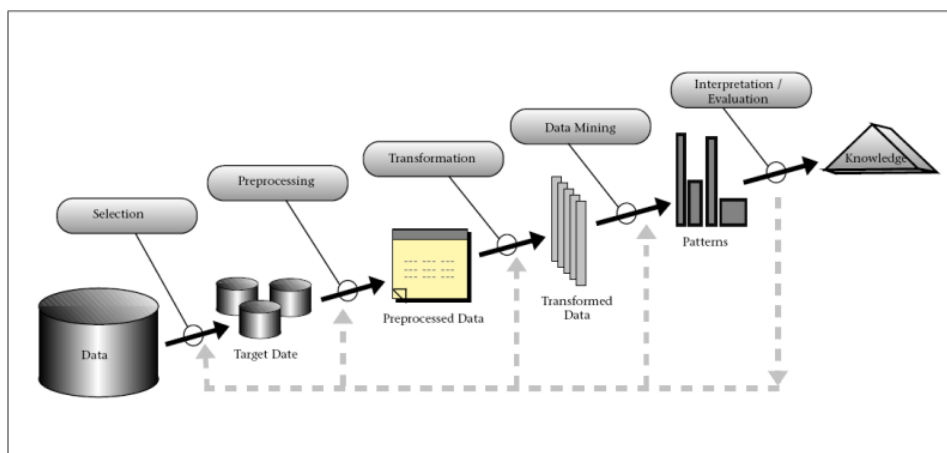 Interpretation /
Evaluation
Data Mining
Knowledge
Transformation
Preprocessing
Patterns
Selection
Transformed
Data
Preprocessed Data
Target Date
Data